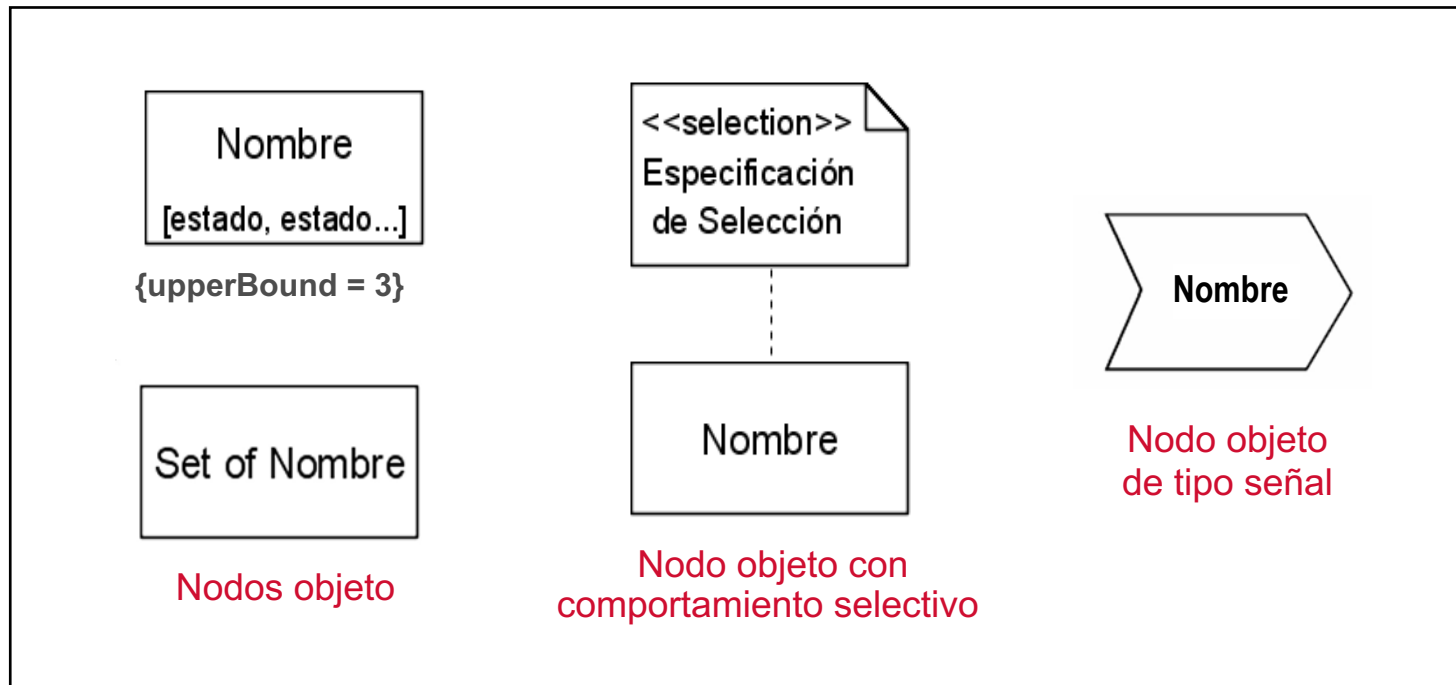 Nombre
[estado, estado...]
{upperBound = 3}
Set of Nombre
Nodos objeto
<<selection>>
Especificación
de Selección
Nombre
Nodo objeto con
comportamiento selectivo
Nombre
Nodo objeto
de tipo señal